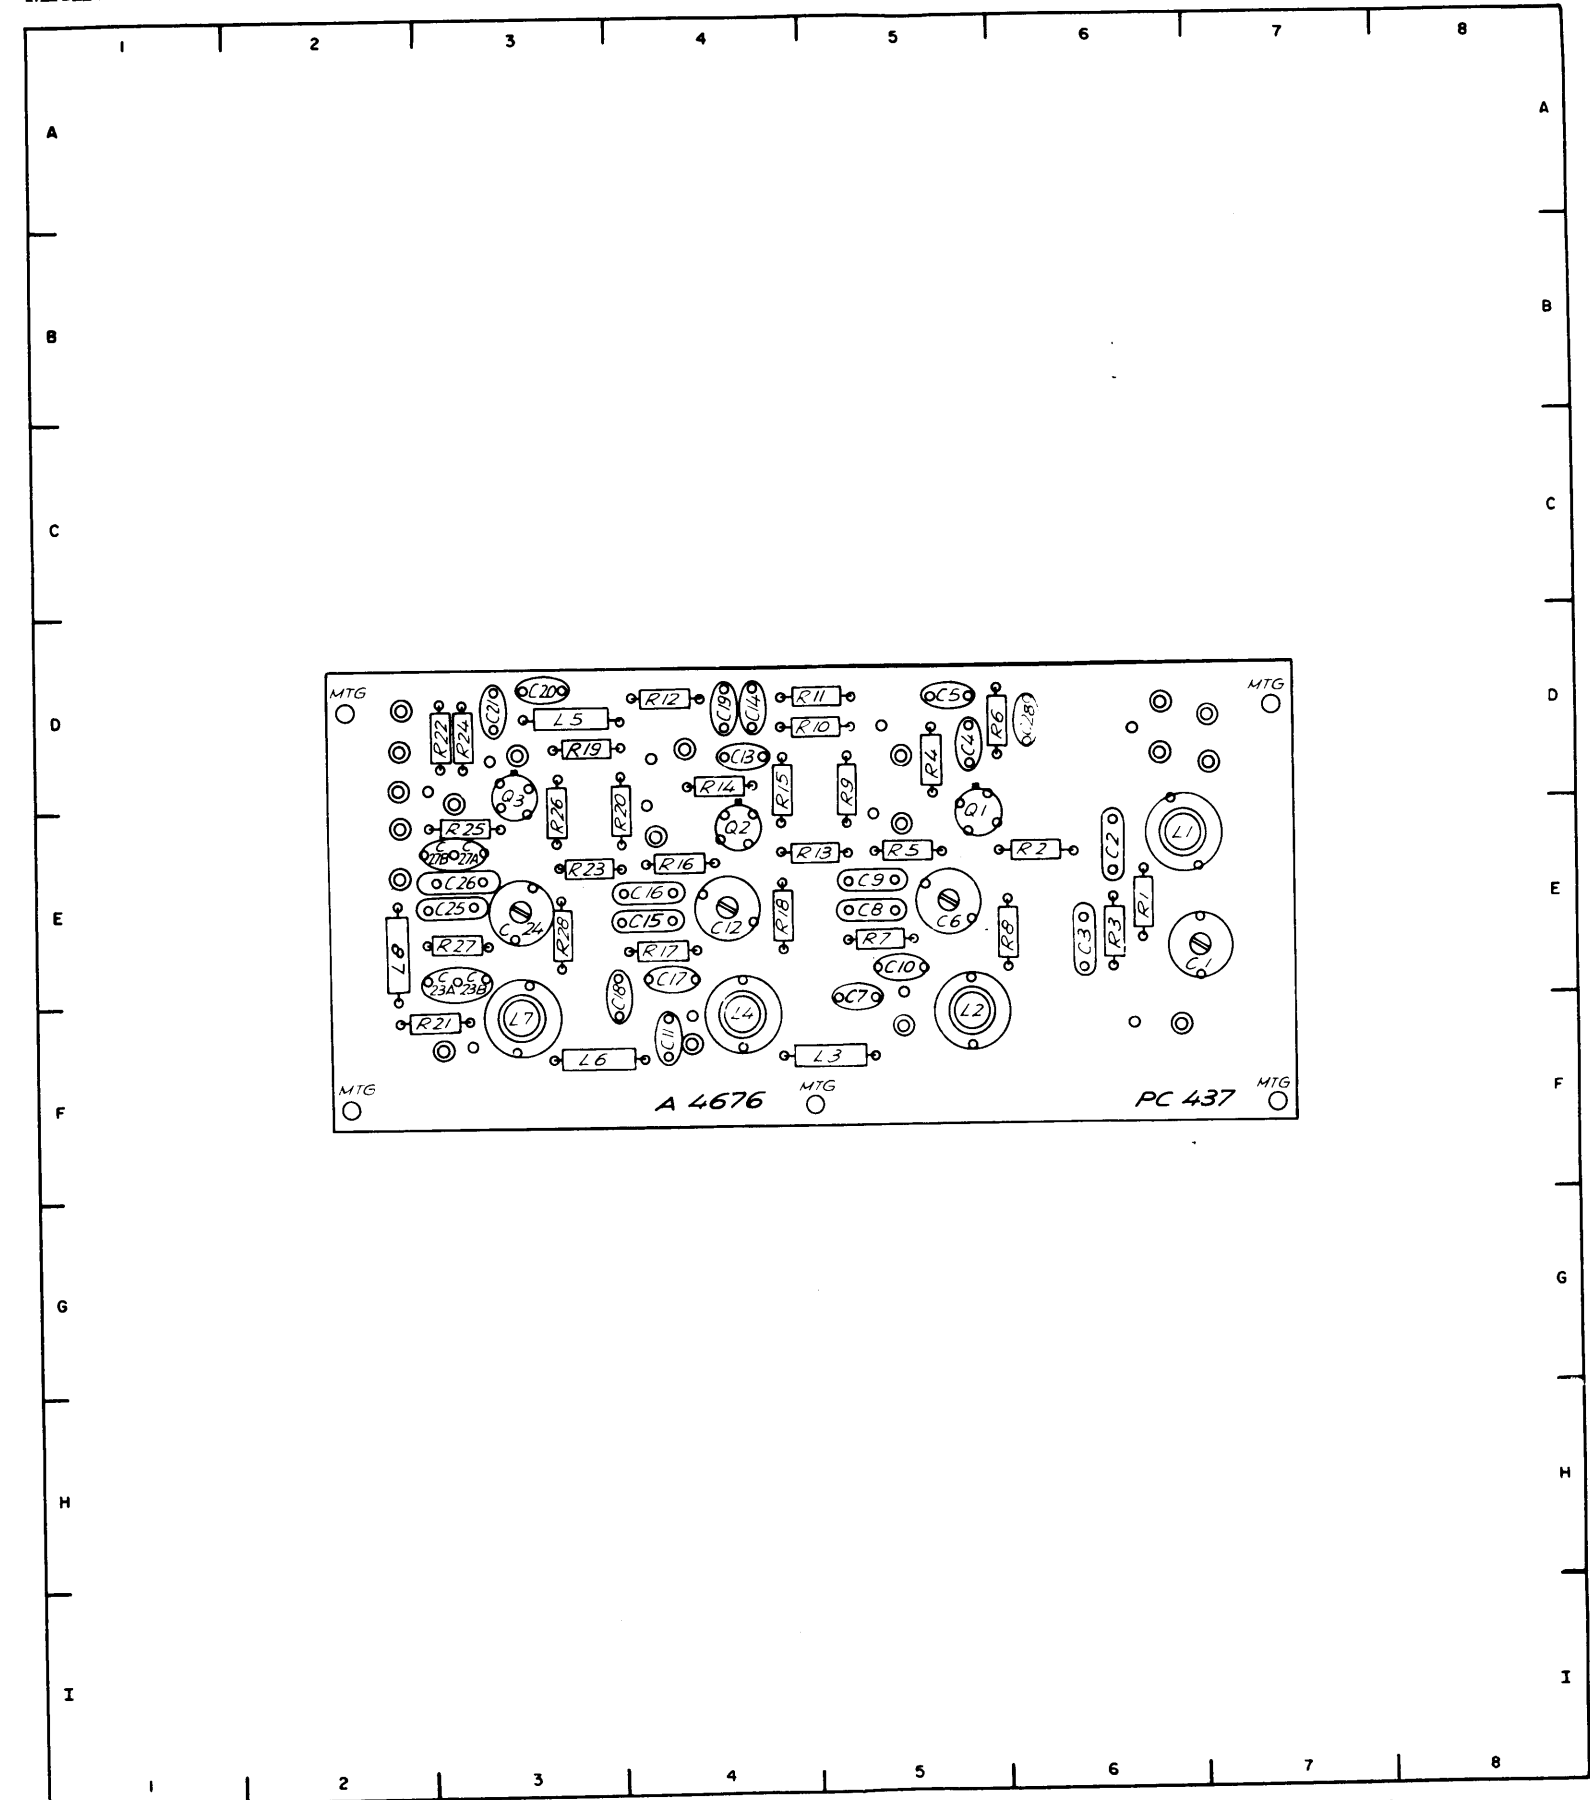 1 2 3 4 5 6 7 8
A A
B B
C C
D D
MTG MTG
C20 R12 C19 C14 R11 C5 R6 C28
R22 R24 C21 L5 R10 C4
R19 C13 R4
Q3 R26 R20 R14 R15 R9 Q1
R25 Q2 C2 L1
C27B C27A R23 R16 R13 R5 R2
C26 C16 C9 R1
E E
C25 C24 R28 C15 C12 R18 C8 C6 R8 C3 R3
L8 R27 R17 R7 C1
C23A C23B C18 C17 C10
C7
R21 L7 C11 L4 L2
L6 L3
MTG MTG MTG
F F
A 4676 PC 437
G G
H H
I I
1 2 3 4 5 6 7 8